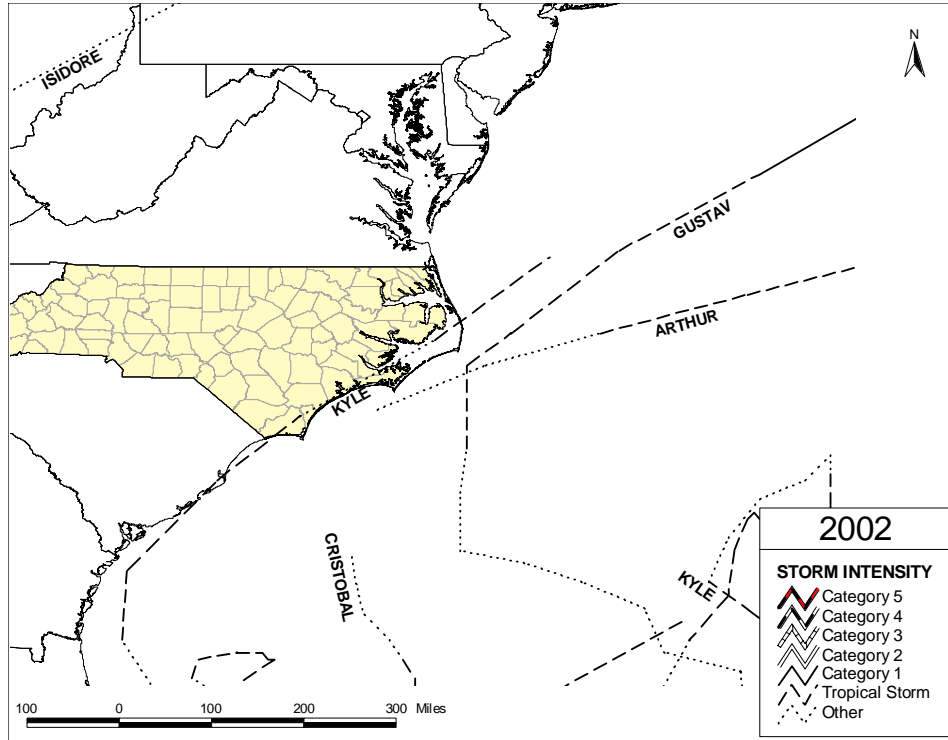 N
ISIDORE
GUSTAV
ARTHUR
KYLE
CRISTOBAL
KYLE
2002
STORM INTENSITY
Category 5
Category 4
Category 3
Category 2
Category 1
Tropical Storm
Other
100 0 100 200 300 Miles